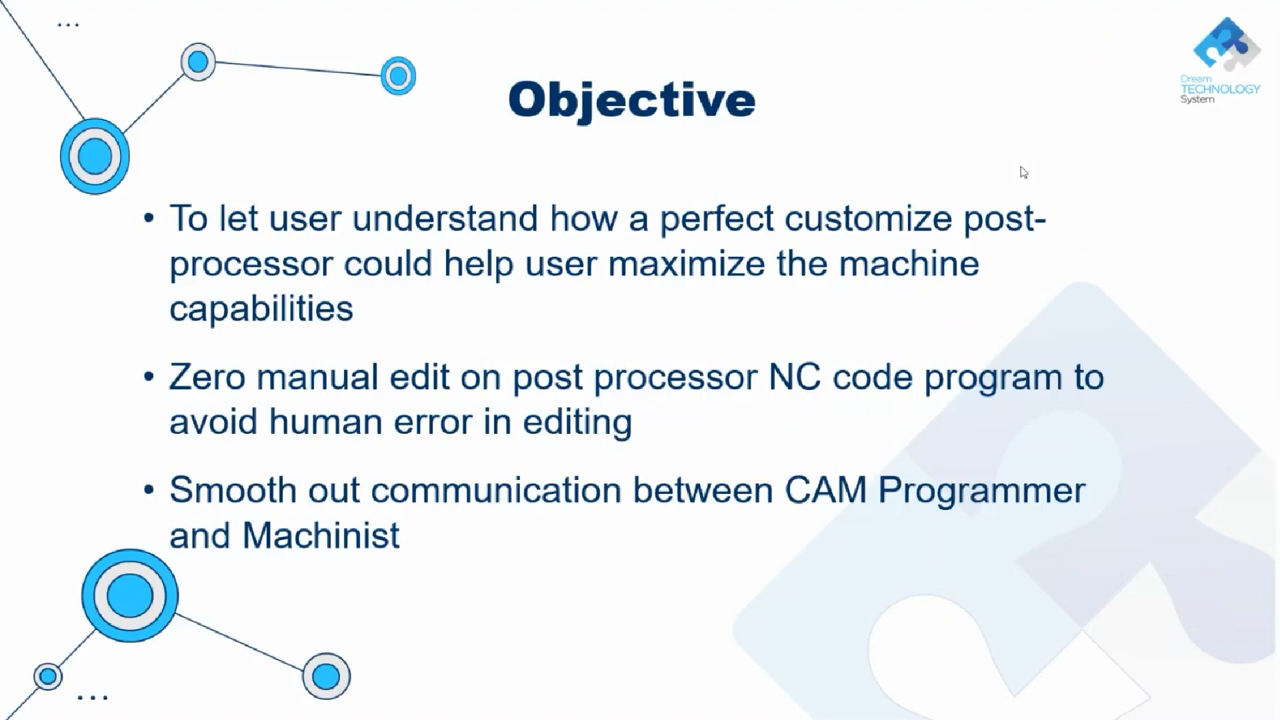 Dream
TECHNOLOGY
System
Objective
• To let user understand how a perfect customize post-
processor could help user maximize the machine
capabilities
• Zero manual edit on post processor NC code program to
avoid human error in editing
• Smooth out communication between CAM Programmer
and Machinist